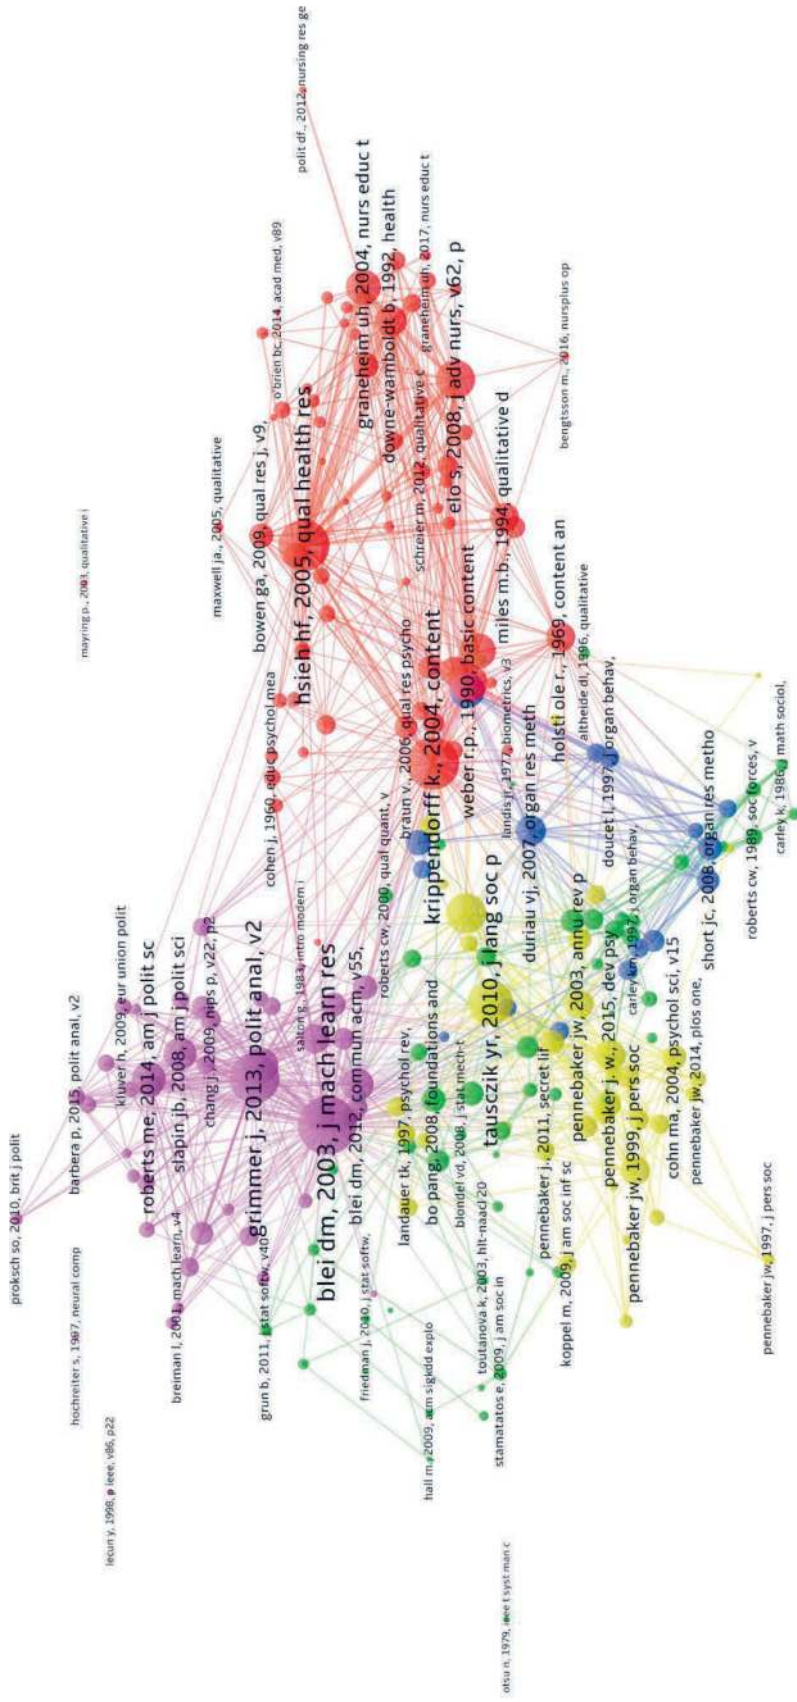 proksch so, 2010, brit j polit
barbera p, 2015, polit anal, v2
hochreiter s, 1997, neural comp
lecun y, 1998, p ieee, v86, p22
kluver h, 2009, eur union polit
roberts me, 2014, am j polit sc
slapin jb, 2008, am j polit sci
chang j., 2009, nips p, v22, p2
breiman l, 2001, mach learn, v4
grimmer j, 2013, polit anal, v2
grun b, 2011, j stat softw, v40
salton g., 1983, intro modern i
blei dm, 2003, j mach learn res
blei dm, 2012, commun acm, v55,
friedman j, 2010, j stat softw,
roberts cw, 2000, qual quant, v
landauer tk, 1997, psychol rev,
bo pang, 2008, foundations and
hall m., 2009, acm sigkdd explo
blondel vd, 2008, j stat mech-t
toutanova k, 2003, hlt-naacl 20
tausczik yr, 2010, j lang soc p
stamatatos e, 2009, j am soc in
otsu n, 1979, ieee t syst man c
pennebaker j., 2011, secret lif
koppel m, 2009, j am soc inf sc
pennebaker jw, 2003, annu rev p
pennebaker j. w., 2015, dev psy
pennebaker jw, 1999, j pers soc
carley km, 1997, j organ behav,
cohn ma, 2004, psychol sci, v15
pennebaker jw, 2014, plos one,
pennebaker jw, 1997, j pers soc
mayring p., 2003, qualitative i
maxwell ja., 2005, qualitative
bowen ga, 2009, qual res j, v9,
o'brien bc, 2014, acad med, v89
polit df., 2012, nursing res ge
cohen j, 1960, educ psychol mea
hsieh hf, 2005, qual health res
graneheim uh, 2004, nurs educ t
downe-wamboldt b, 1992, health
graneheim uh, 2017, nurs educ t
braun v., 2006, qual res psycho
schreier m, 2012, qualitative c
krippendorff k., 2004, content
elo s, 2008, j adv nurs, v62, p
weber r.p., 1990, basic content
miles m.b., 1994, qualitative d
landis jr, 1977, biometrics, v3
duriau vj, 2007, organ res meth
holsti ole r., 1969, content an
bengtsson m., 2016, nursplus op
altheide dl, 1996, qualitative
doucet l, 1997, j organ behav,
short jc, 2008, organ res metho
roberts cw, 1989, soc forces, v
carley k, 1986, j math sociol,